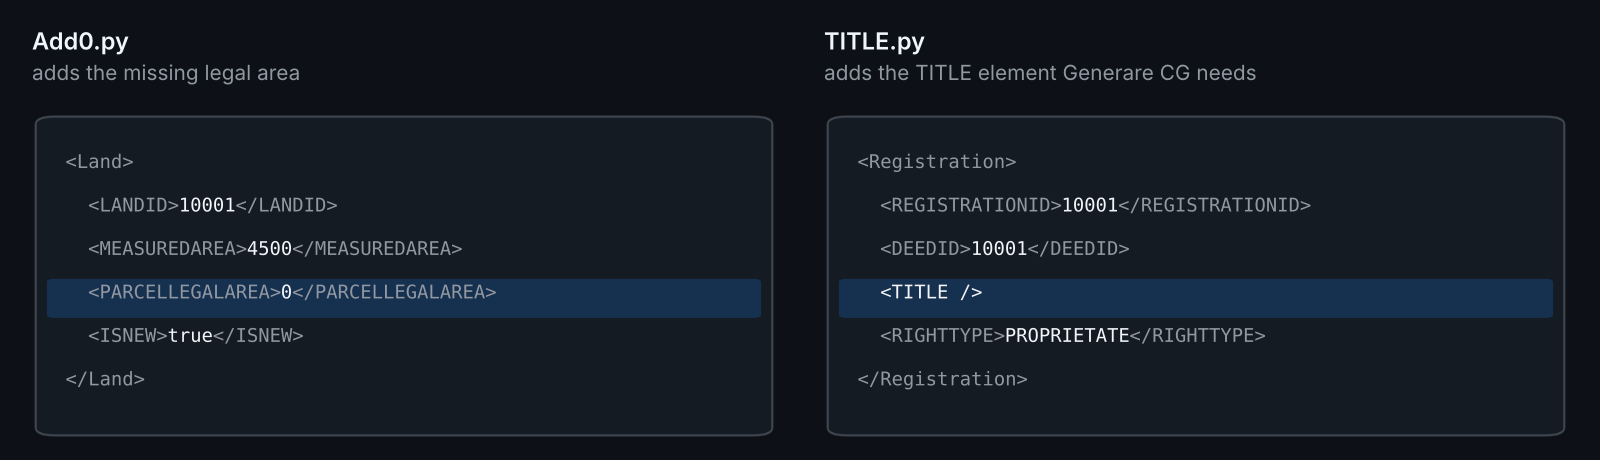 Add0.py
adds the missing legal area
<Land>
<LANDID>10001</LANDID>
<MEASUREDAREA>4500</MEASUREDAREA>
<PARCELLEGALAREA>0</PARCELLEGALAREA>
<ISNEW>true</ISNEW>
</Land>
TITLE.py
adds the TITLE element Generare CG needs
<Registration>
<REGISTRATIONID>10001</REGISTRATIONID>
<DEEDID>10001</DEEDID>
<TITLE />
<RIGHTTYPE>PROPRIETATE</RIGHTTYPE>
</Registration>